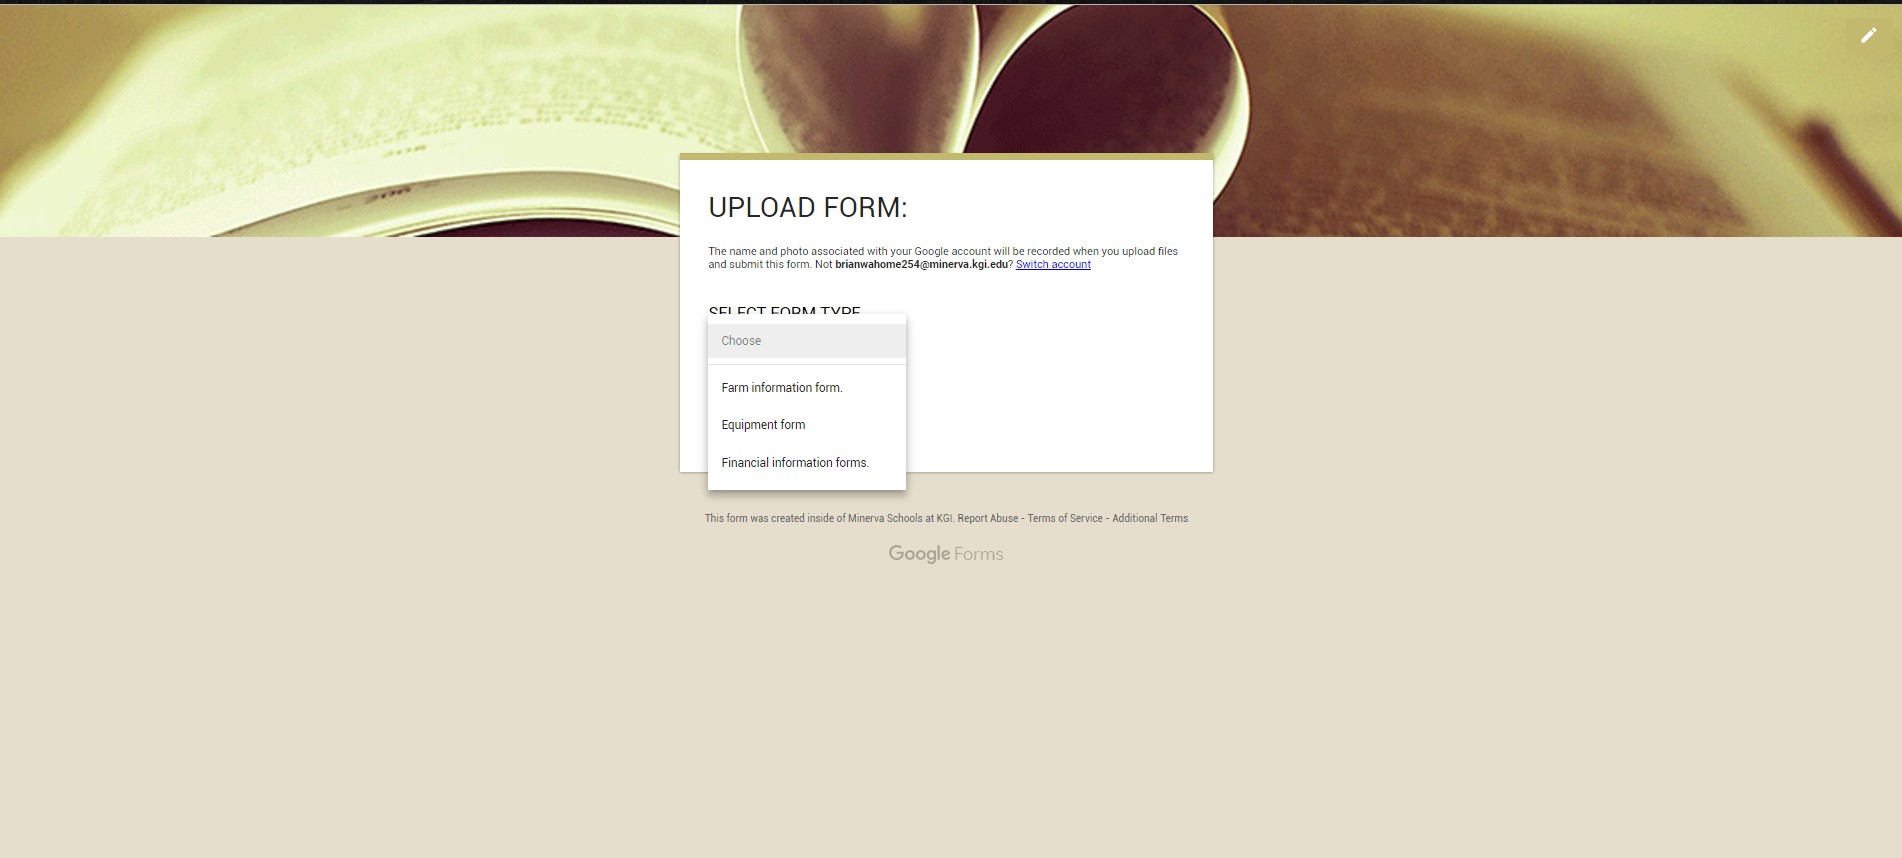 UPLOAD FORM:
The name and photo associated with your Google account will be recorded when you upload files
and submit this form. Not brianwahome254@minerva.kgi.edu? Switch account
SELECT FORM TYPE
Choose
Farm information form.
Equipment form
Financial information forms.
This form was created inside of Minerva Schools at KGI. Report Abuse - Terms of Service - Additional Terms
Google Forms